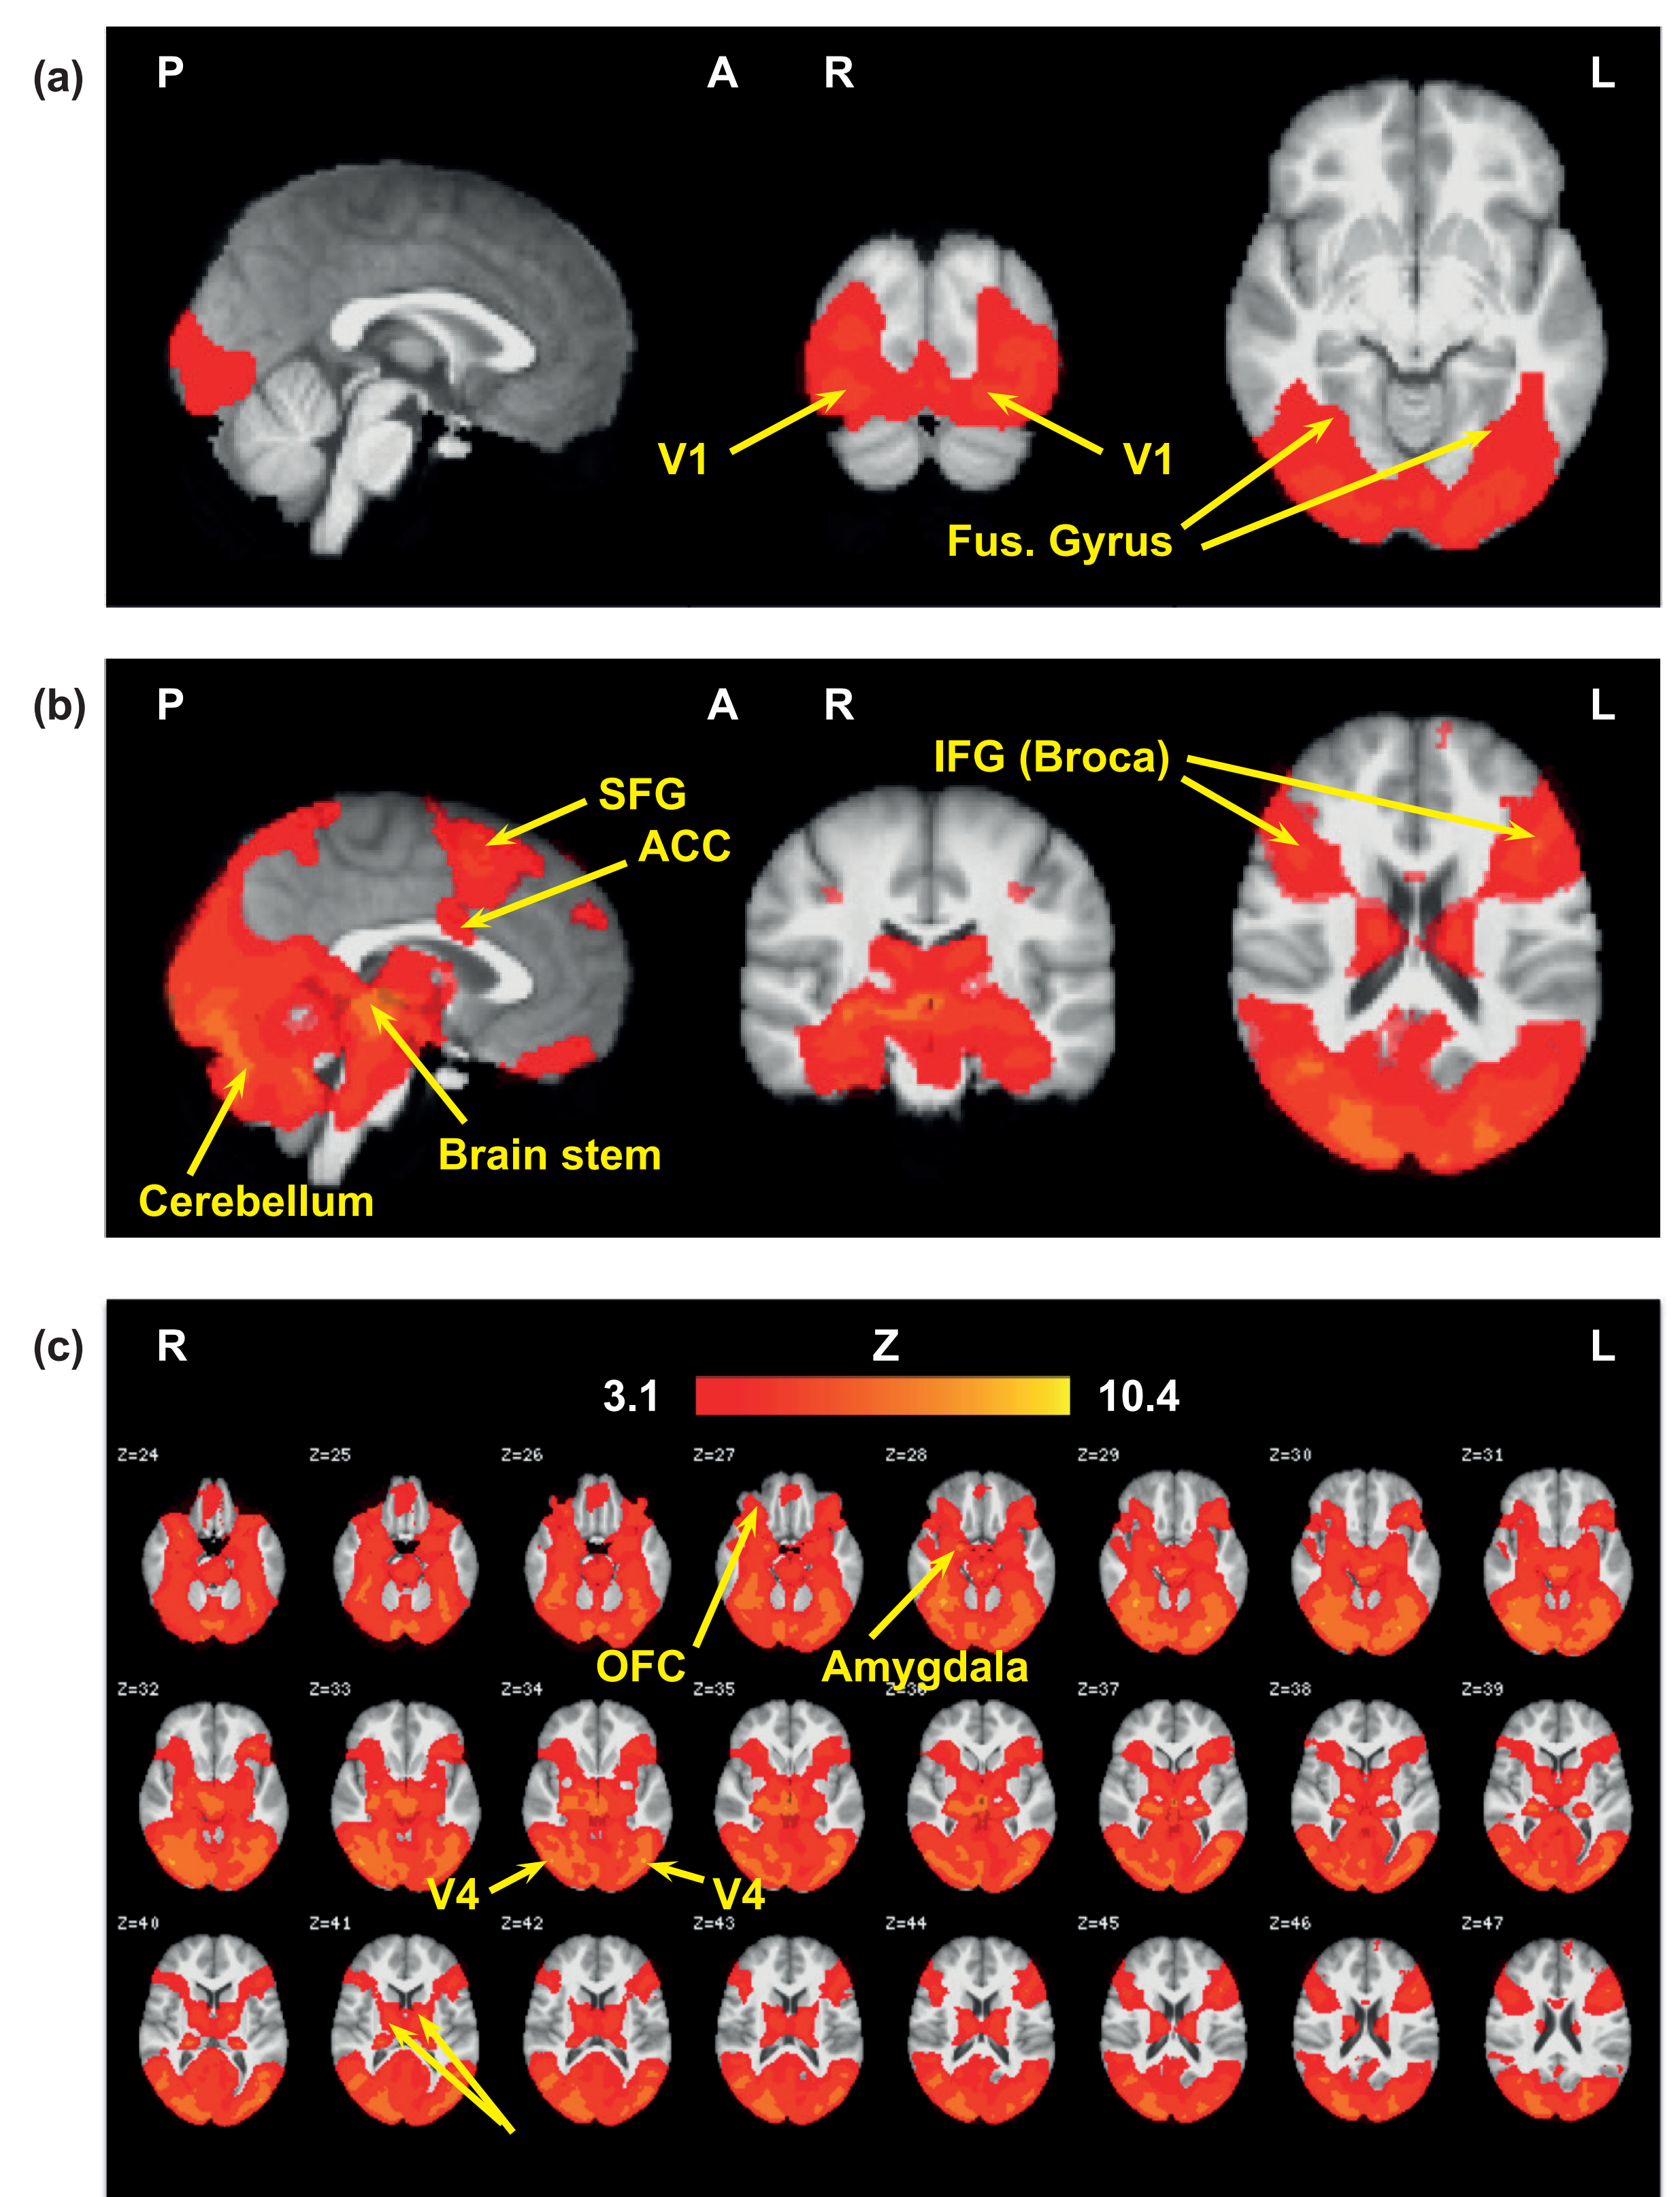 (a)
P A R L
V1 V1
Fus. Gyrus
(b)
P A R L
IFG (Broca)
SFG
ACC
Brain stem
Cerebellum
(c)
R Z L
3.1 10.4
Z=24 Z=25 Z=26 Z=27 Z=28 Z=29 Z=30 Z=31
OFC Amygdala
Z=32 Z=33 Z=34 Z=35 Z=36 Z=37 Z=38 Z=39
V4 V4
Z=40 Z=41 Z=42 Z=43 Z=44 Z=45 Z=46 Z=47